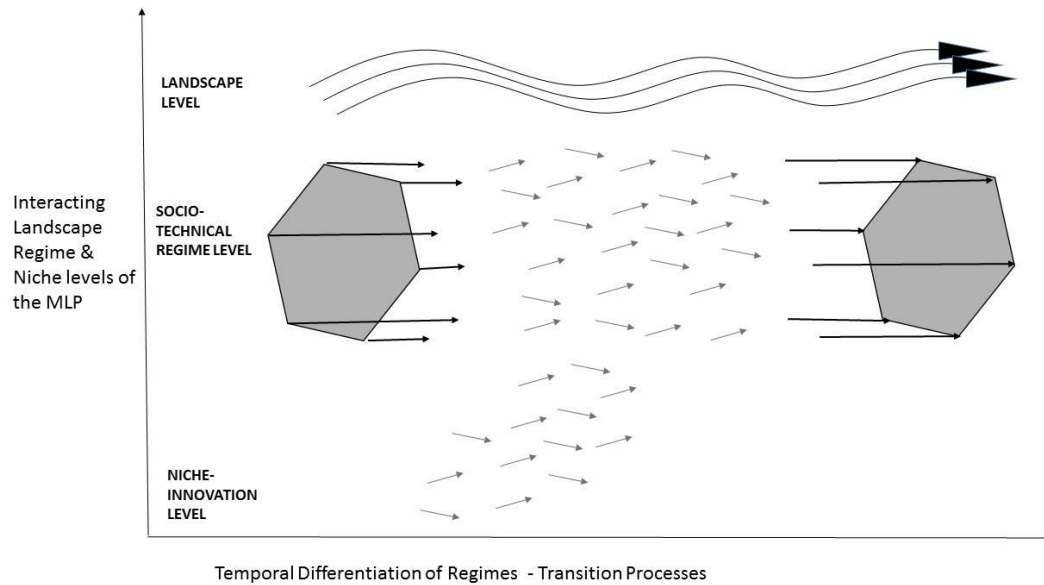 LANDSCAPE
LEVEL
Interacting
Landscape
Regime &
Niche levels of
the MLP
SOCIO-
TECHNICAL
REGIME LEVEL
NICHE-
INNOVATION
LEVEL
Temporal Differentiation of Regimes - Transition Processes